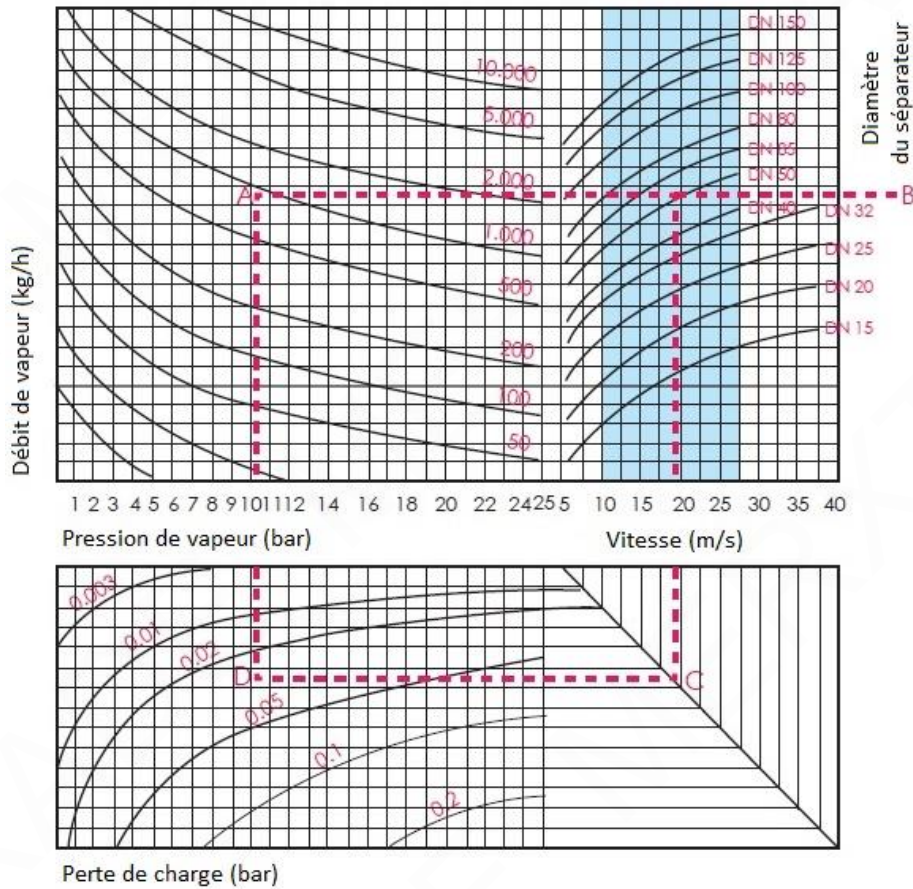 DN 150
DN 125
DN 100
DN 80
DN 65
DN 50
DN 40
DN 32
DN 25
DN 20
DN 15
Diamètre
du séparateur
10.000
5.000
2.000
1.000
500
200
100
50
A
B
Débit de vapeur (kg/h)
1 2 3 4 5 6 7 8 9 10 11 12 14 16 18 20 22 24 25 5 10 15 20 25 30 35 40
Pression de vapeur (bar)
Vitesse (m/s)
0.003
0.01
0.02
D
C
0.05
0.1
0.2
Perte de charge (bar)